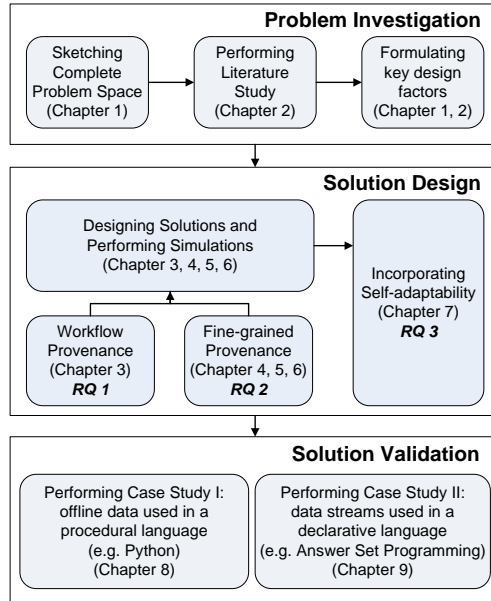 Problem Investigation
Sketching
Complete
Problem Space
(Chapter 1)
Performing
Literature
Study
(Chapter 2)
Formulating
key design
factors
(Chapter 1, 2)
Solution Design
Designing Solutions and
Performing Simulations
(Chapter 3, 4, 5, 6)
Incorporating
Self-adaptability
(Chapter 7)
RQ 3
Workflow
Provenance
(Chapter 3)
RQ 1
Fine-grained
Provenance
(Chapter 4, 5, 6)
RQ 2
Solution Validation
Performing Case Study I:
offline data used in a
procedural language
(e.g. Python)
(Chapter 8)
Performing Case Study II:
data streams used in a
declarative language
(e.g. Answer Set Programming)
(Chapter 9)